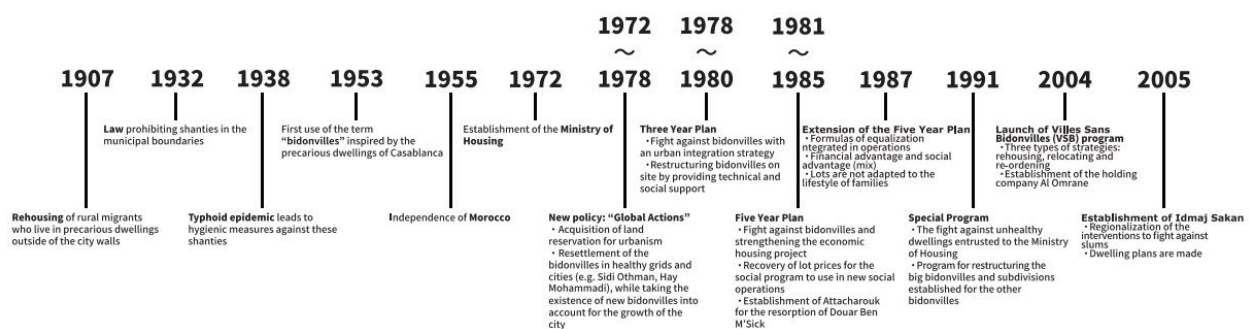 1972 1978 1981
~ ~ ~
1907 1932 1938 1953 1955 1972 1978 1980 1985 1987 1991 2004 2005
Law prohibiting shanties in the
municipal boundaries
First use of the term
“bidonvilles” inspired by the
precarious dwellings of Casablanca
Establishment of the Ministry of
Housing
Three Year Plan
・Fight against bidonvilles with
an urban integration strategy
・Restructuring bidonvilles on
site by providing technical and
social support
Extension of the Five Year Plan
・Formulas of equalization
ntegrated in operations
・Financial advantage and social
advantage (mix)
・Lots are not adapted to the
lifestyle of families
Launch of Villes Sans
Bidonvilles (VSB) program
・Three types of strategies:
rehousing, relocating and
re-ordering
・Establishment of the holding
company Al Omrane
Rehousing of rural migrants
who live in precarious dwellings
outside of the city walls
Typhoid epidemic leads to
hygienic measures against these
shanties
Independence of Morocco
New policy: “Global Actions”
・Acquisition of land
reservation for urbanism
・Resettlement of the
bidonvilles in healthy grids and
cities (e.g. Sidi Othman, Hay
Mohammadi), while taking the
existence of new bidonvilles into
account for the growth of the
city
Five Year Plan
・Fight against bidonvilles and
strengthening the economic
housing project
・Recovery of lot prices for the
social program to use in new social
operations
・Establishment of Attacharouk
for the resorption of Douar Ben
M’Sick
Special Program
・The fight against unhealthy
dwellings entrusted to the Ministry
of Housing
・Program for restructuring the
big bidonvilles and subdivisions
established for the other
bidonvilles
Establishment of Idmaj Sakan
・Regionalization of the
interventions to fight against
slums
・Dwelling plans are made